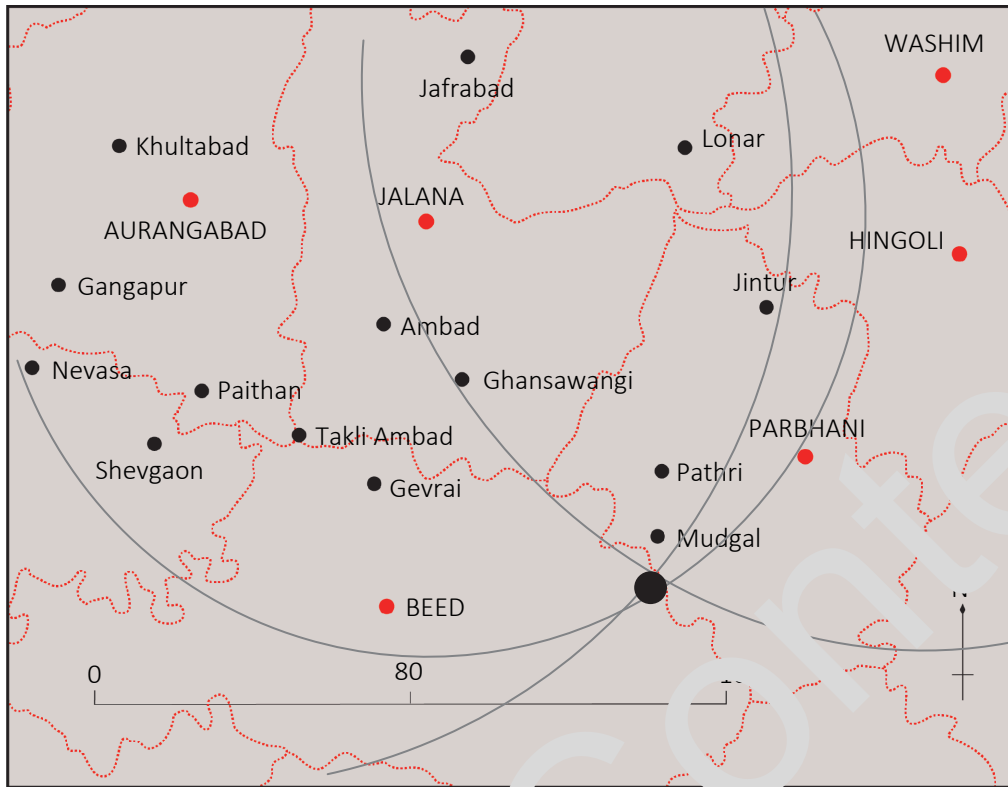 WASHIM
Jafrabad
Khultabad
Lonar
JALANA
AURANGABAD
HINGOLI
Gangapur
Jintur
Ambad
Nevasa
Paithan
Ghansawangi
Takli Ambad
PARBHANI
Shevgaon
Gevrai
Pathri
Mudgal
BEED
N
0
80
Conte